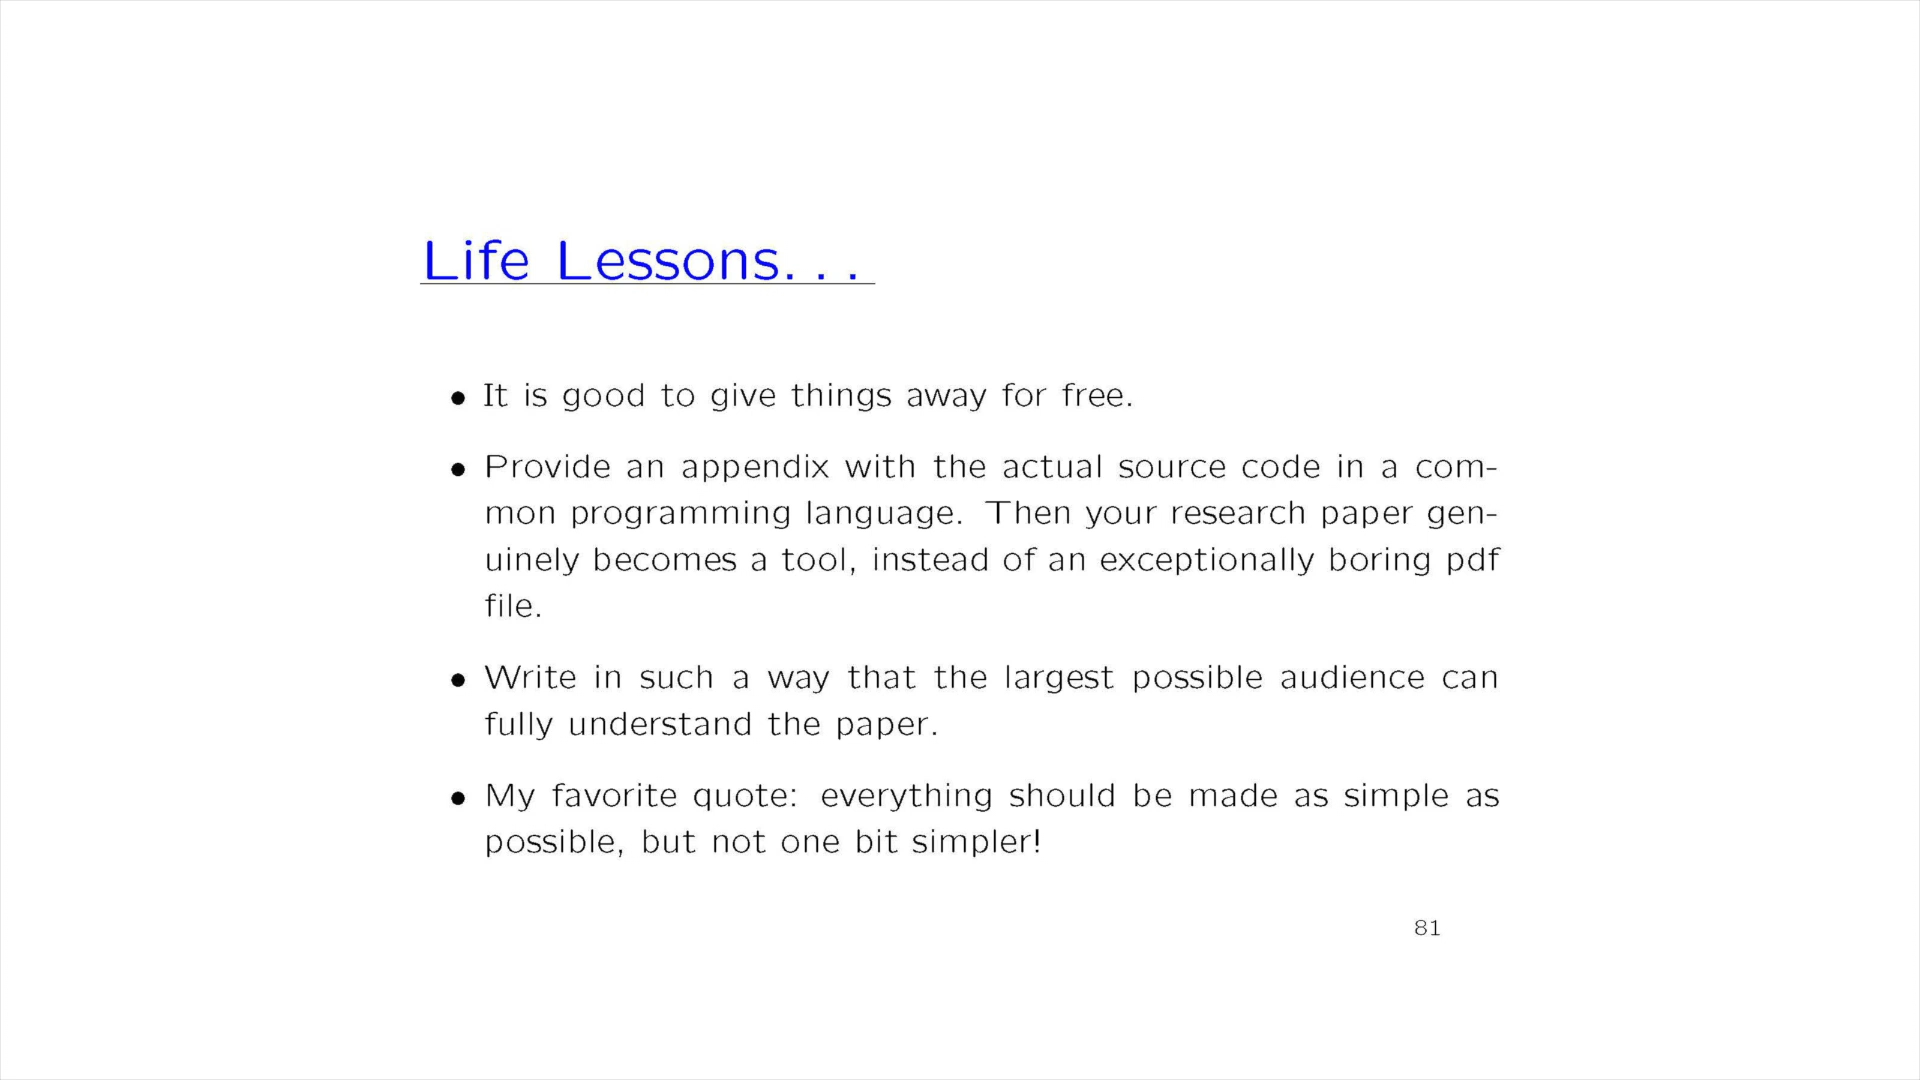 Life Lessons. . .
• It is good to give things away for free.
• Provide an appendix with the actual source code in a com-
mon programming language. Then your research paper gen-
uinely becomes a tool, instead of an exceptionally boring pdf
file.
• Write in such a way that the largest possible audience can
fully understand the paper.
• My favorite quote: everything should be made as simple as
possible, but not one bit simpler!
81